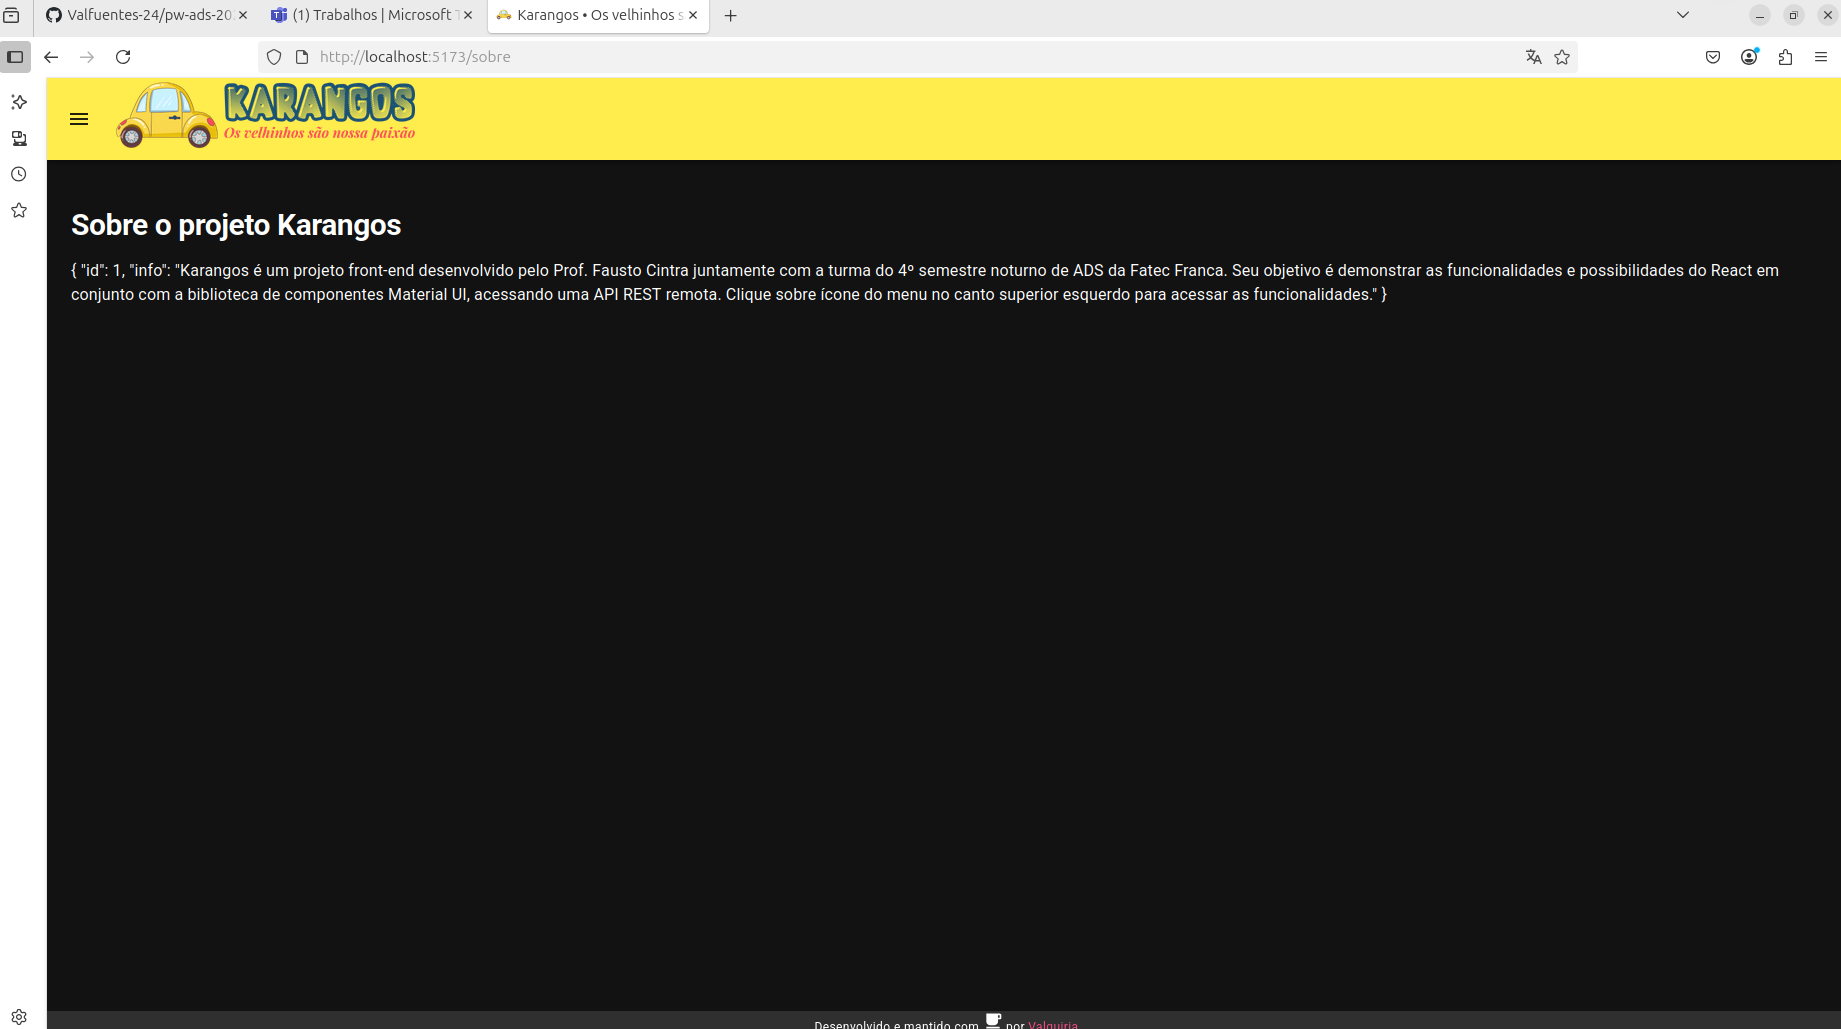 Valfuentes-24/pw-ads-20
(1) Trabalhos | Microsoft T
Karangos • Os velhinhos s
http://localhost:5173/sobre
KARANGOS
Os velhinhos são nossa paixão
Sobre o projeto Karangos
{ "id": 1, "info": "Karangos é um projeto front-end desenvolvido pelo Prof. Fausto Cintra juntamente com a turma do 4º semestre noturno de ADS da Fatec Franca. Seu objetivo é demonstrar as funcionalidades e possibilidades do React em
conjunto com a biblioteca de componentes Material UI, acessando uma API REST remota. Clique sobre ícone do menu no canto superior esquerdo para acessar as funcionalidades." }
Desenvolvido e mantido com por Valquiria